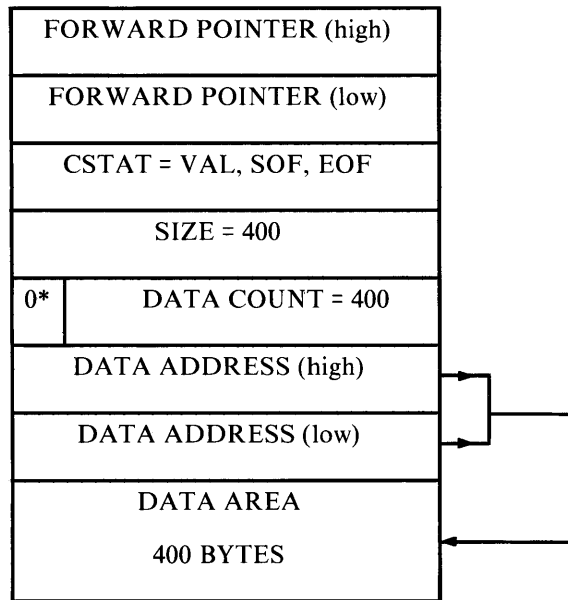 FORWARD POINTER (high)
FORWARD POINTER (low)
CSTAT = VAL, SOF, EOF
SIZE = 400
0* DATA COUNT = 400
DATA ADDRESS (high)
DATA ADDRESS (low)
DATA AREA
400 BYTES